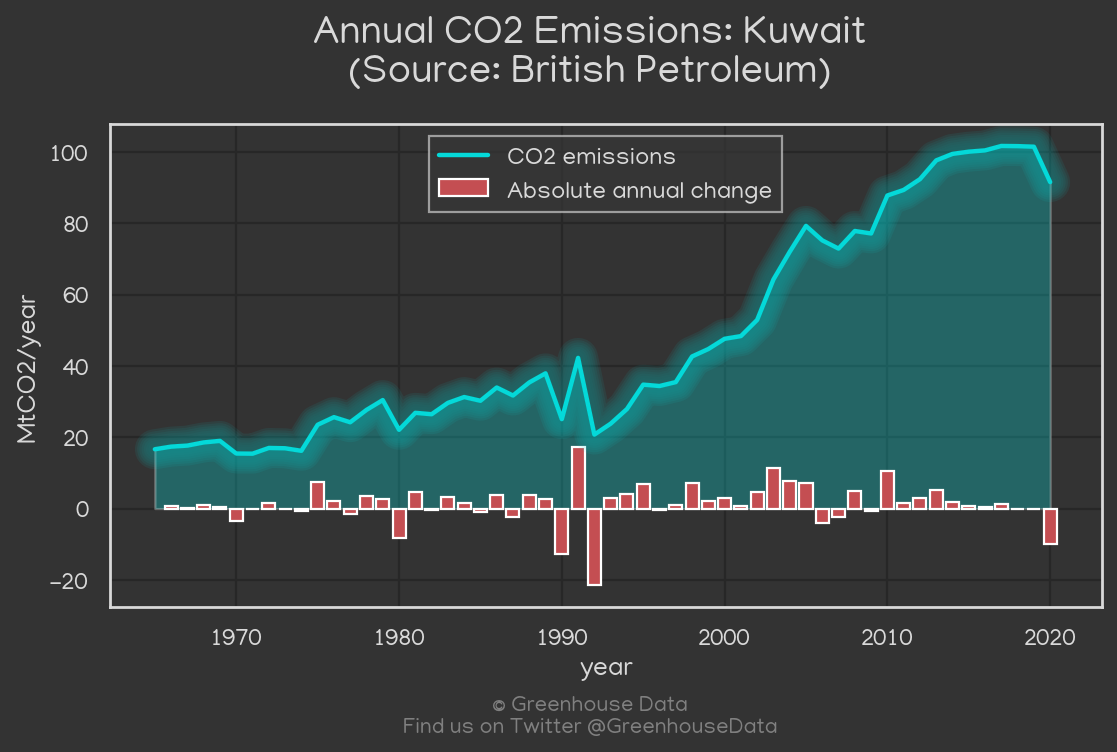 Annual CO2 Emissions: Kuwait
(Source: British Petroleum)
CO2 emissions
Absolute annual change
MtCO2/year
100
80
60
40
20
0
−20
1970 1980 1990 2000 2010 2020
year
© Greenhouse Data
Find us on Twitter @GreenhouseData